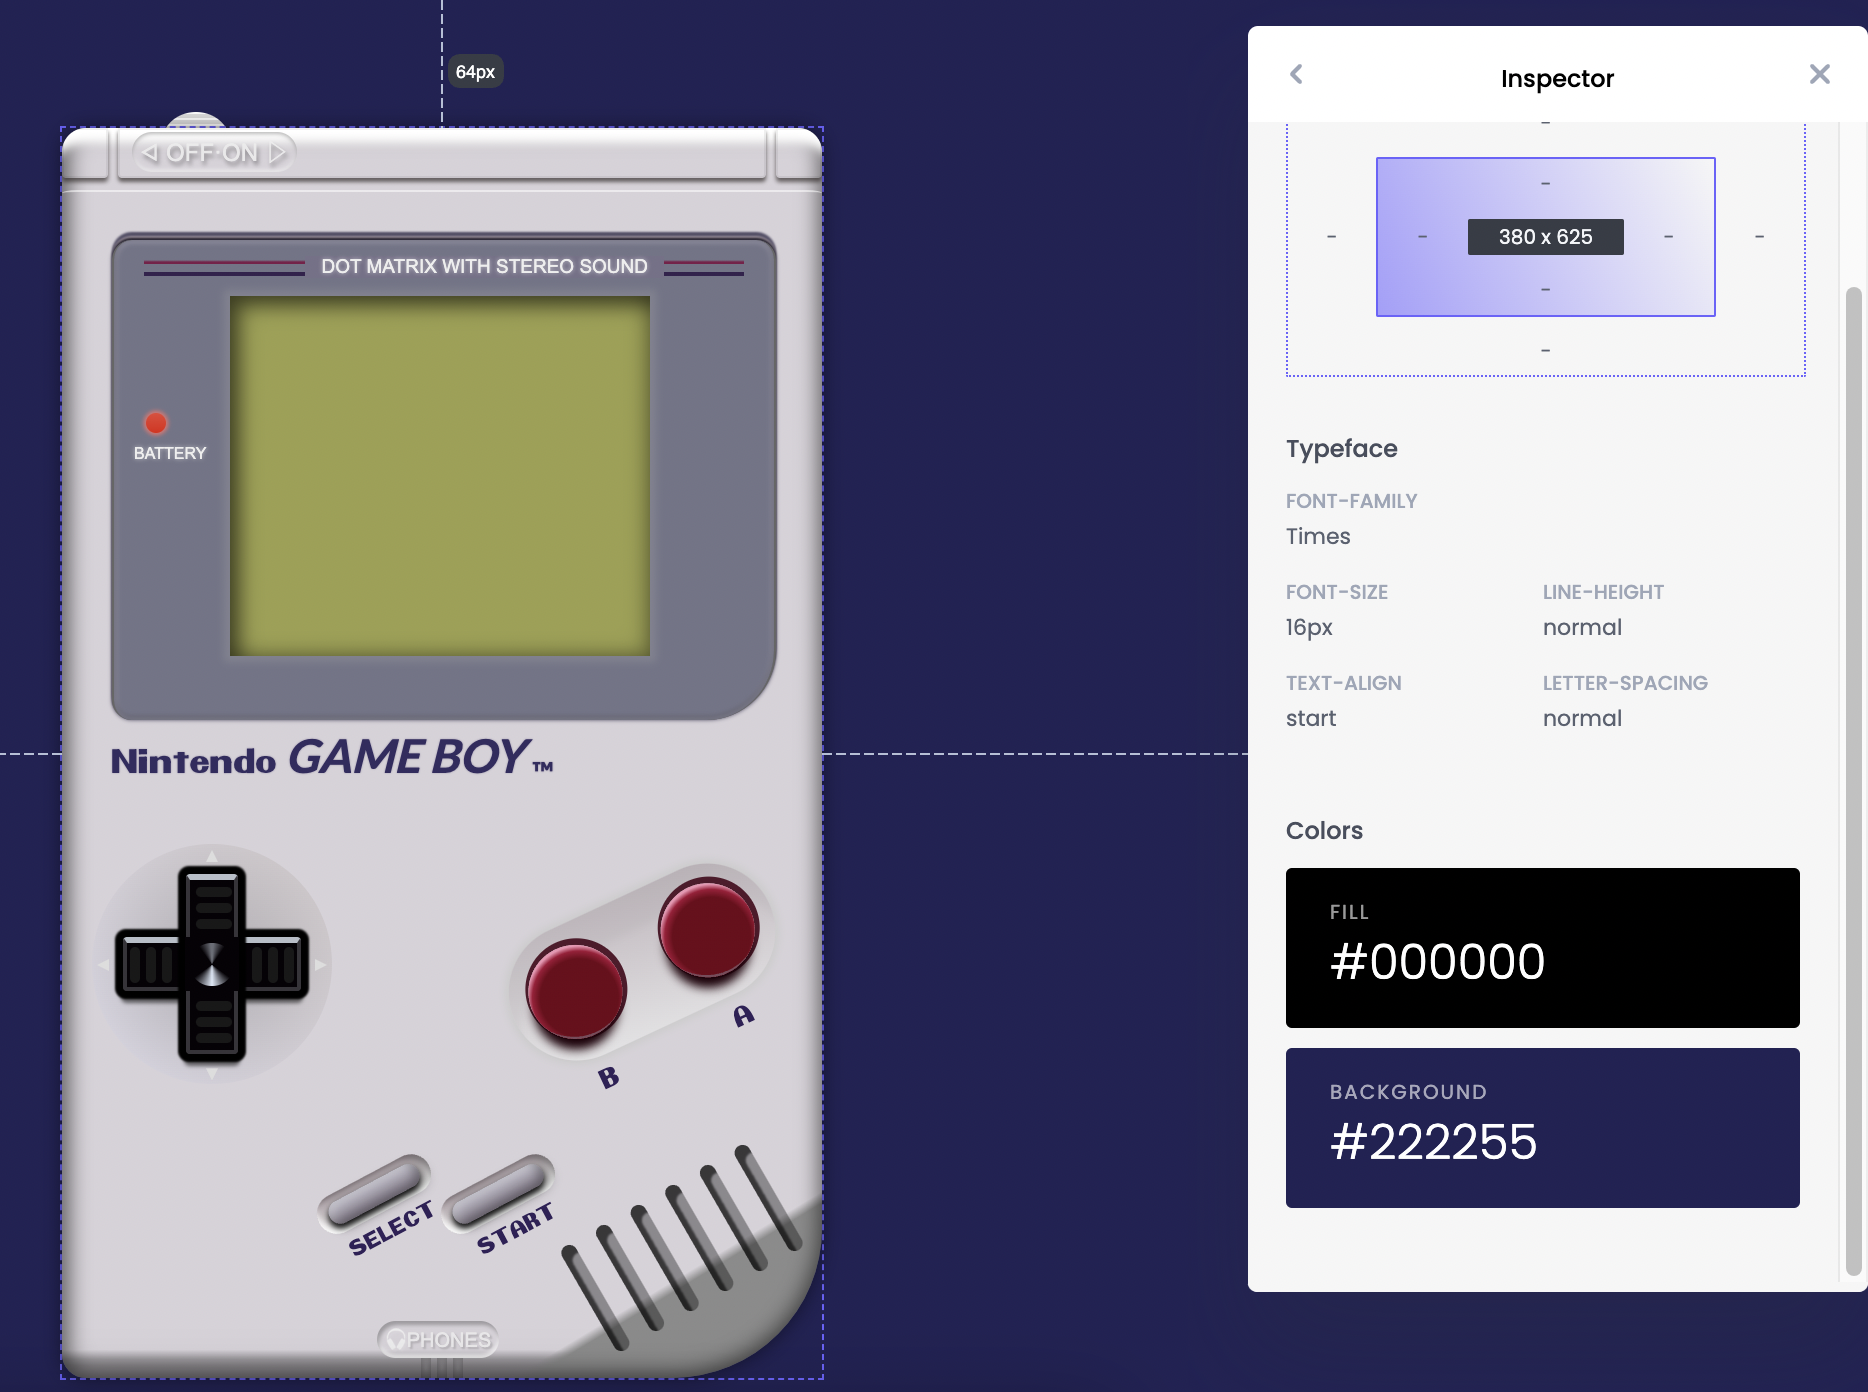 64px
OFF·ON
DOT MATRIX WITH STEREO SOUND
BATTERY
Nintendo GAME BOY TM
A
B
SELECT
START
PHONES
Inspector
-
-
- - 380 x 625 - -
-
-
Typeface
FONT-FAMILY
Times
FONT-SIZE LINE-HEIGHT
16px normal
TEXT-ALIGN LETTER-SPACING
start normal
Colors
FILL
#000000
BACKGROUND
#222255